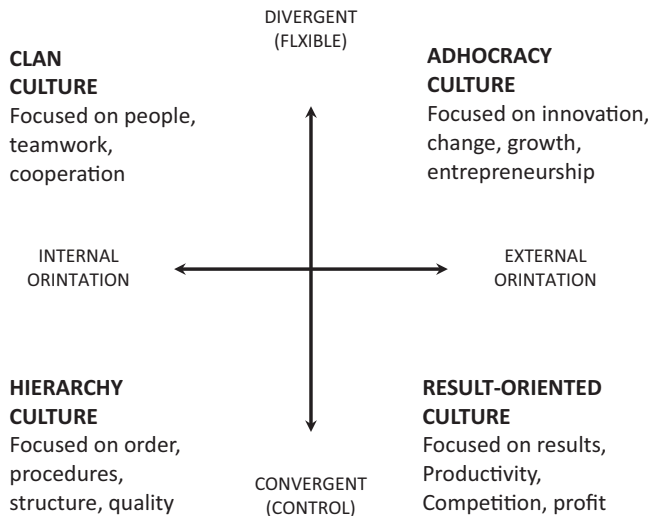 DIVERGENT
(FLXIBLE)
CLAN
CULTURE
Focused on people,
teamwork,
cooperation
ADHOCRACY
CULTURE
Focused on innovation,
change, growth,
entrepreneurship
INTERNAL
ORINTATION
EXTERNAL
ORINTATION
HIERARCHY
CULTURE
Focused on order,
procedures,
structure, quality
RESULT-ORIENTED
CULTURE
Focused on results,
Productivity,
Competition, profit
CONVERGENT
(CONTROL)